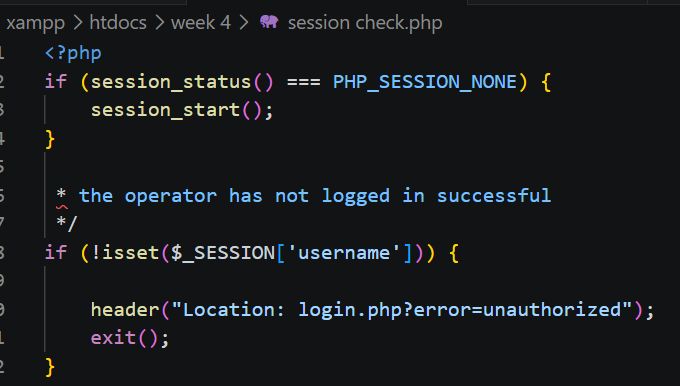 xampp > htdocs > week 4 > session check.php
<?php
if (session_status() === PHP_SESSION_NONE) {
    session_start();
}
 * the operator has not logged in successful
 */
if (!isset($_SESSION['username'])) {
    header("Location: login.php?error=unauthorized");
    exit();
}